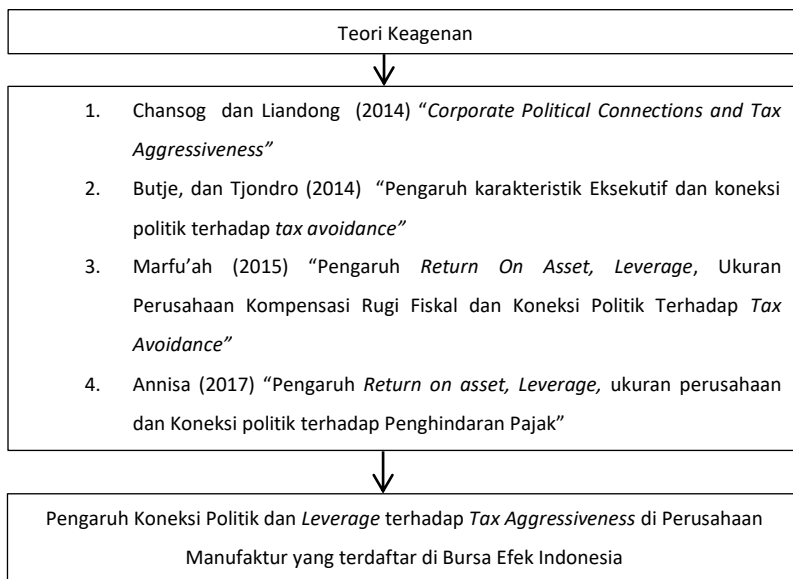 Teori Keagenan
1. Chansog dan Liandong (2014) “Corporate Political Connections and Tax
Aggressiveness”
2. Butje, dan Tjondro (2014) “Pengaruh karakteristik Eksekutif dan koneksi
politik terhadap tax avoidance”
3. Marfu’ah (2015) “Pengaruh Return On Asset, Leverage, Ukuran
Perusahaan Kompensasi Rugi Fiskal dan Koneksi Politik Terhadap Tax
Avoidance”
4. Annisa (2017) “Pengaruh Return on asset, Leverage, ukuran perusahaan
dan Koneksi politik terhadap Penghindaran Pajak”
Pengaruh Koneksi Politik dan Leverage terhadap Tax Aggressiveness di Perusahaan
Manufaktur yang terdaftar di Bursa Efek Indonesia